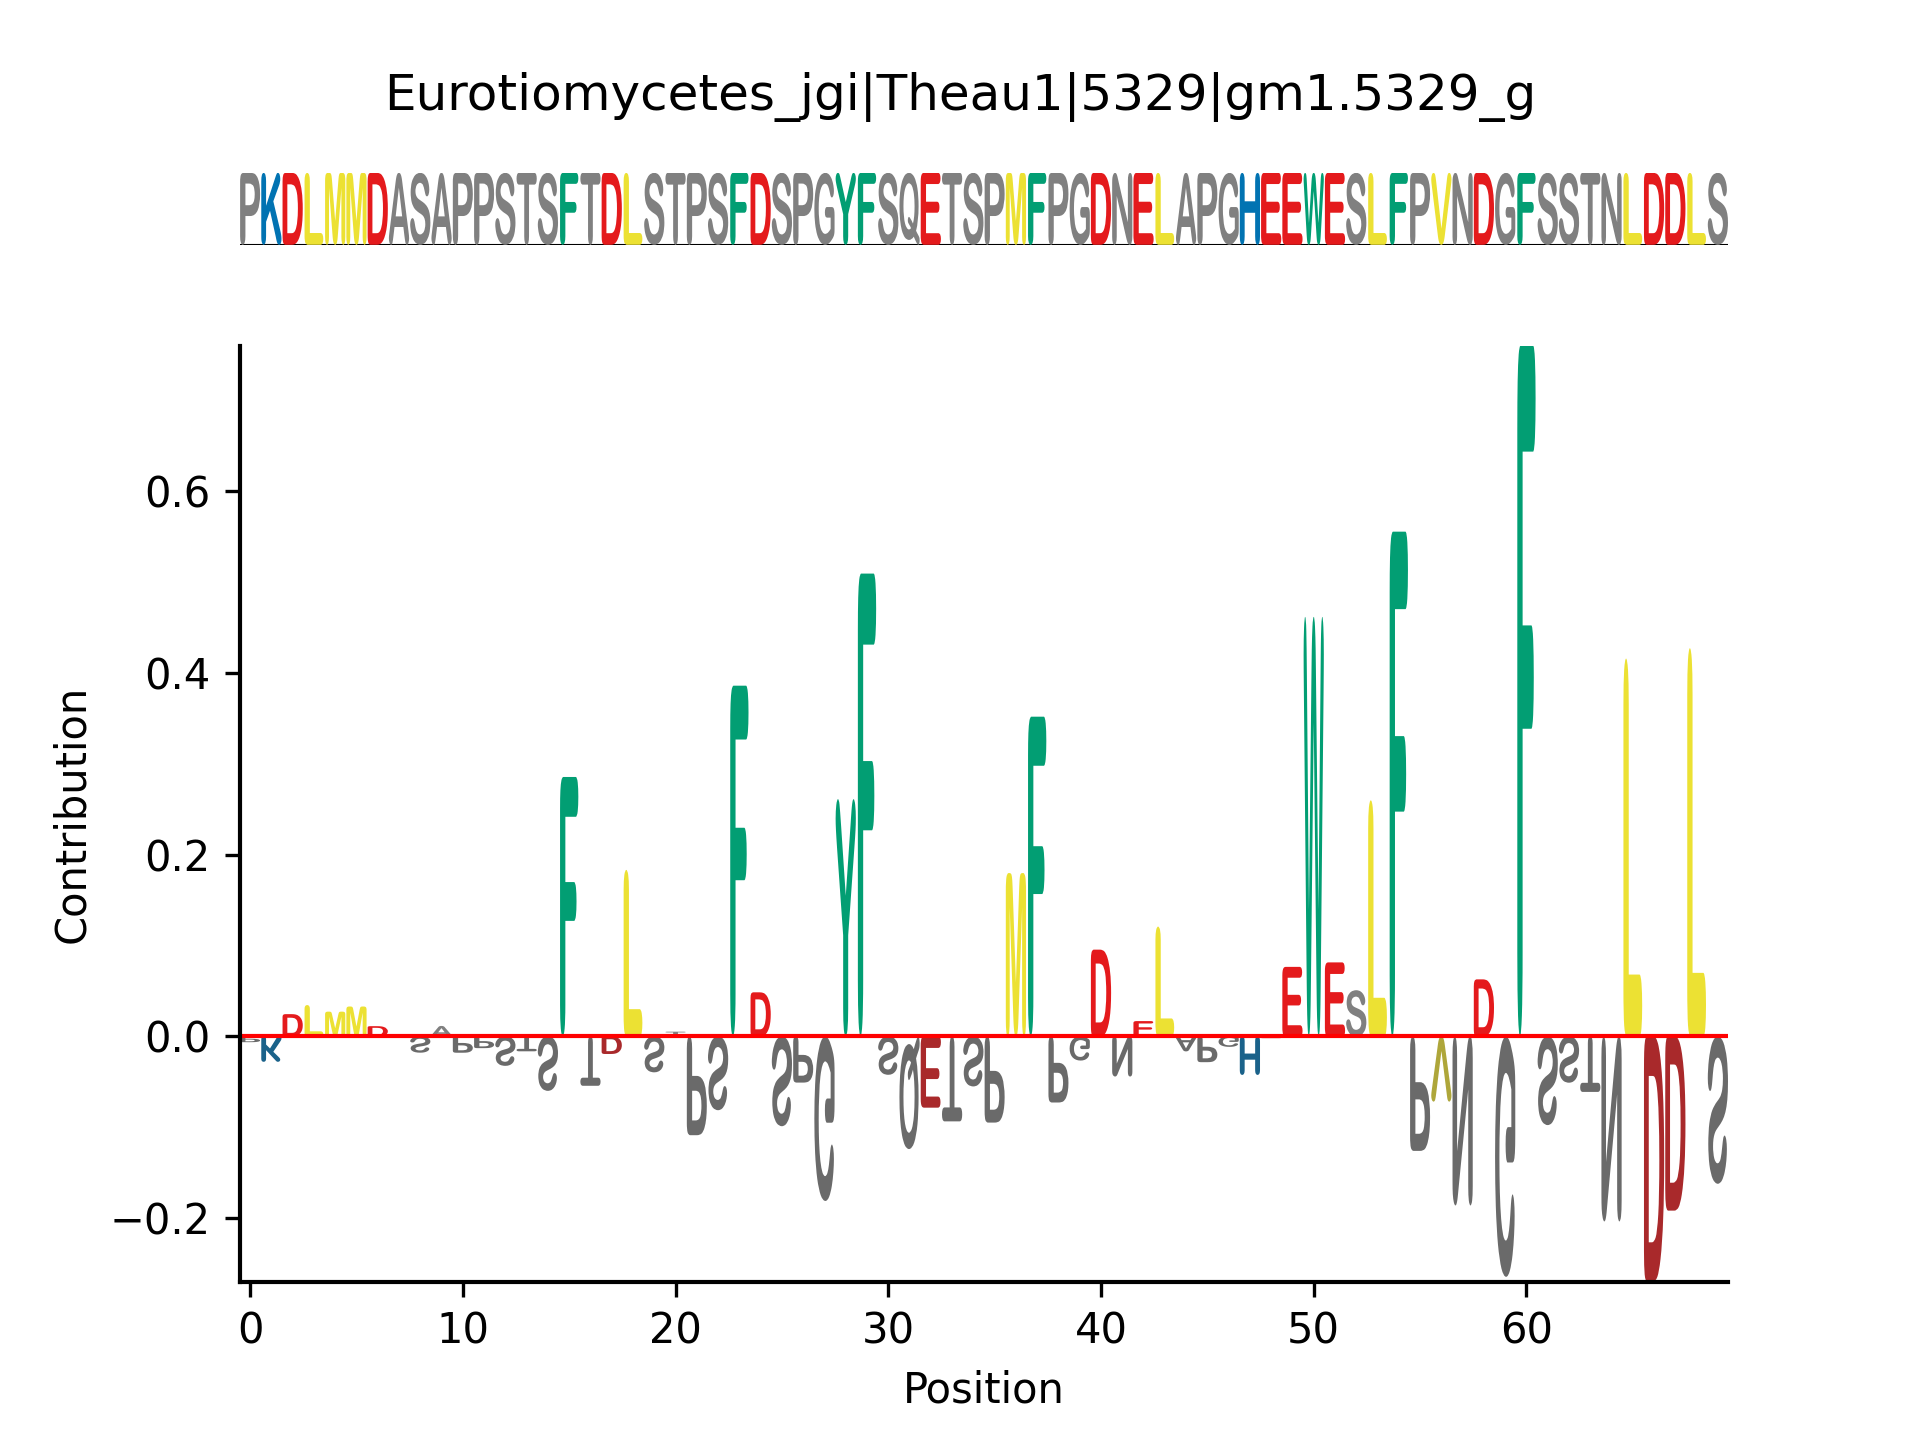 Eurotiomycetes_jgi|Theau1|5329|gm1.5329_g
PKDLMMDASAPPSTSFTDLSTPSFDSPGYFSQETSPMFPGDNELAPGHEEWESLFPVNDGFSSTNLDDLS
Contribution
0.6
0.4
0.2
0.0
−0.2
0 10 20 30 40 50 60
Position